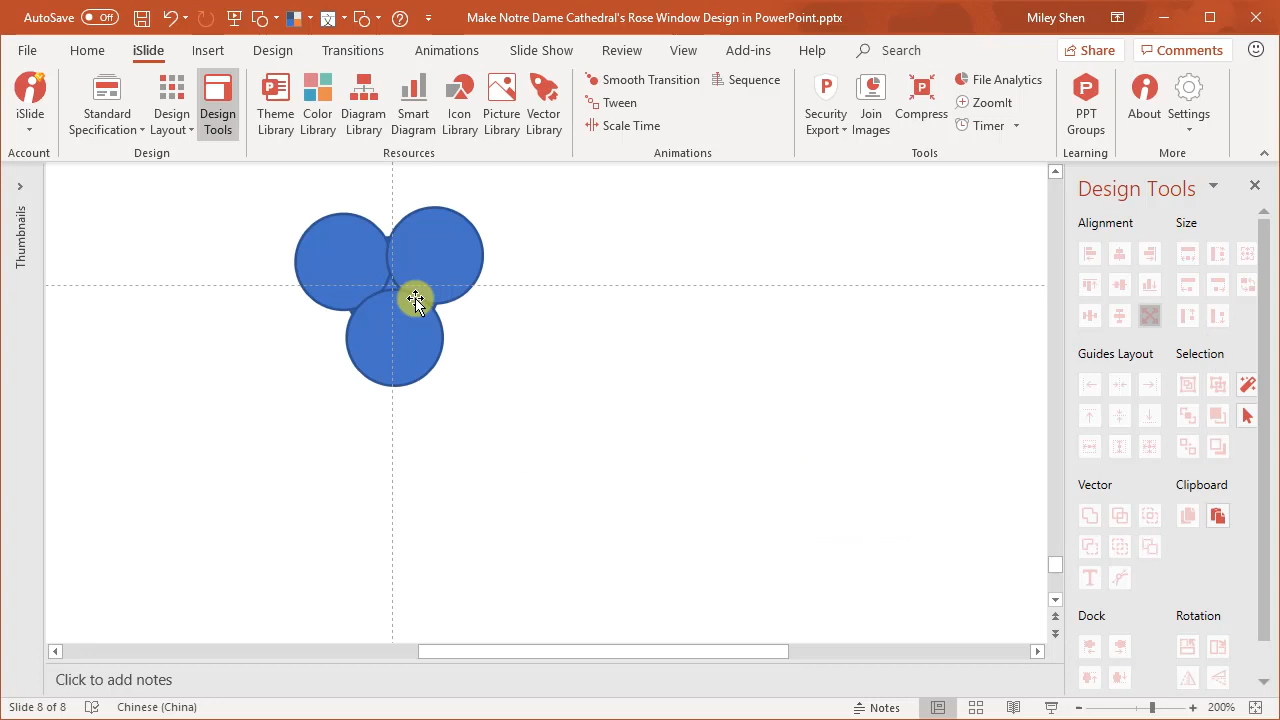 AutoSave Off
Make Notre Dame Cathedral's Rose Window Design in PowerPoint.pptx
Miley Shen
File Home iSlide Insert Design Transitions Animations Slide Show Review View Add-ins Help Search Share Comments
iSlide
Account
Standard Specification
Design Layout
Design Tools
Design
Theme Library
Color Library
Diagram Library
Smart Diagram
Icon Library
Picture Library
Vector Library
Resources
Smooth Transition
Sequence
Tween
Scale Time
Animations
Security Export
Join Images
Compress
File Analytics
ZoomIt
Timer
Tools
PPT Groups
Learning
About
Settings
More
Thumbnails
Design Tools
Alignment Size
Guides Layout Selection
Vector Clipboard
Dock Rotation
Click to add notes
Slide 8 of 8 Chinese (China) Notes 200%